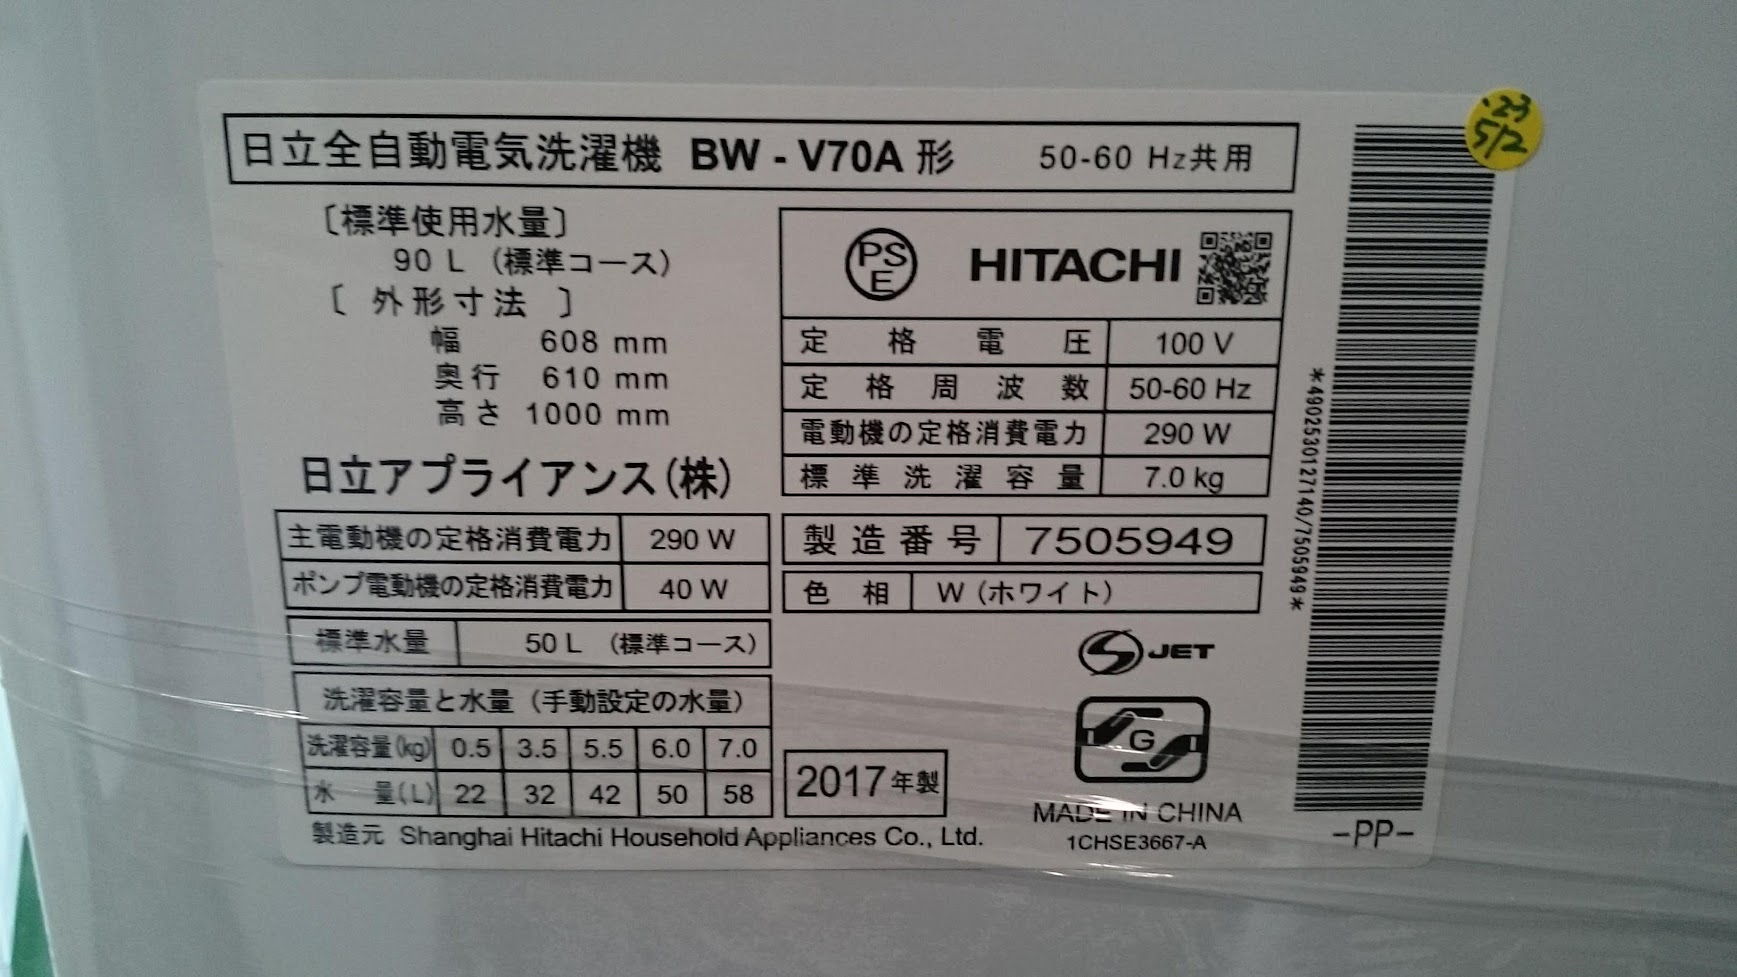 日立全自動電気洗濯機 BW - V70A 形 50-60 Hz共用
'23
5/2
〔標準使用水量〕
90 L (標準コース)
〔 外形寸法 〕
幅 608 mm
奥行 610 mm
高さ 1000 mm
日立アプライアンス(株)
主電動機の定格消費電力 290 W
ポンプ電動機の定格消費電力 40 W
標準水量 50 L (標準コース)
洗濯容量と水量 (手動設定の水量)
洗濯容量(kg) 0.5 3.5 5.5 6.0 7.0
水 量(L) 22 32 42 50 58
製造元 Shanghai Hitachi Household Appliances Co., Ltd.
PS
E
HITACHI
定格電圧 100 V
定格周波数 50-60 Hz
電動機の定格消費電力 290 W
標準洗濯容量 7.0 kg
製造番号 7505949
色相 W (ホワイト)
S JET
G
2017年製
MADE IN CHINA
1CHSE3667-A
*4902530127140/7505949*
-PP-